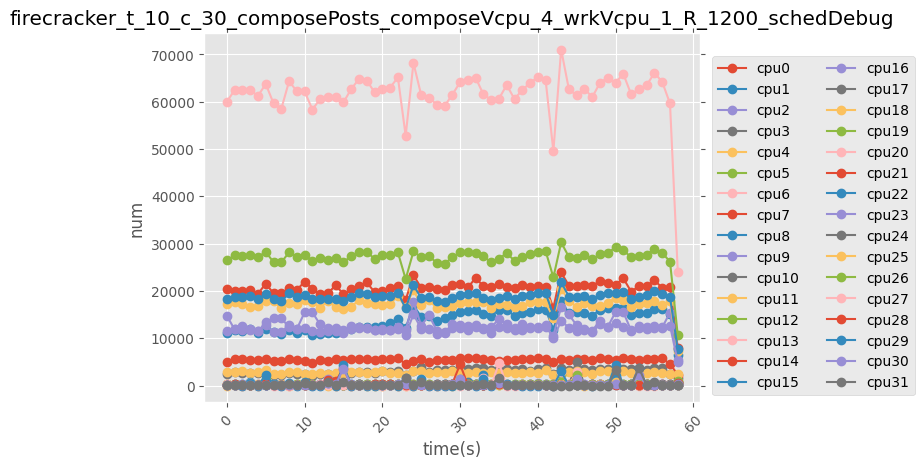 firecracker_t_10_c_30_composePosts_composeVcpu_4_wrkVcpu_1_R_1200_schedDebug
70000
60000
50000
40000
30000
20000
10000
0
num
0
10
20
30
40
50
60
time(s)
cpu0
cpu1
cpu2
cpu3
cpu4
cpu5
cpu6
cpu7
cpu8
cpu9
cpu10
cpu11
cpu12
cpu13
cpu14
cpu15
cpu16
cpu17
cpu18
cpu19
cpu20
cpu21
cpu22
cpu23
cpu24
cpu25
cpu26
cpu27
cpu28
cpu29
cpu30
cpu31